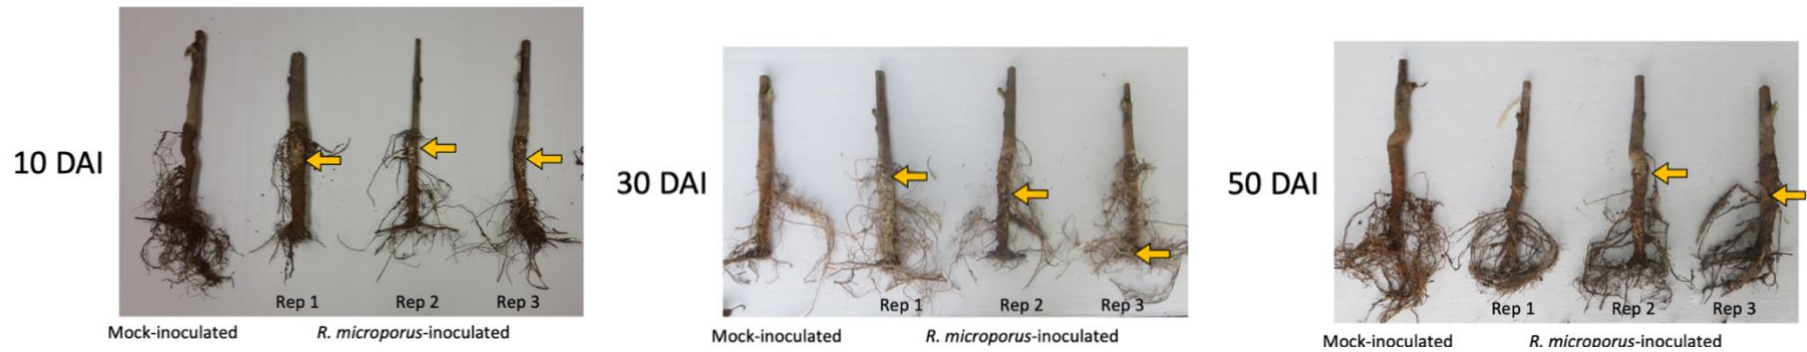 10 DAI
Rep 1 Rep 2 Rep 3
Mock-inoculated R. microporus-inoculated
30 DAI
Rep 1 Rep 2 Rep 3
Mock-inoculated R. microporus-inoculated
50 DAI
Rep 1 Rep 2 Rep 3
Mock-inoculated R. microporus-inoculated